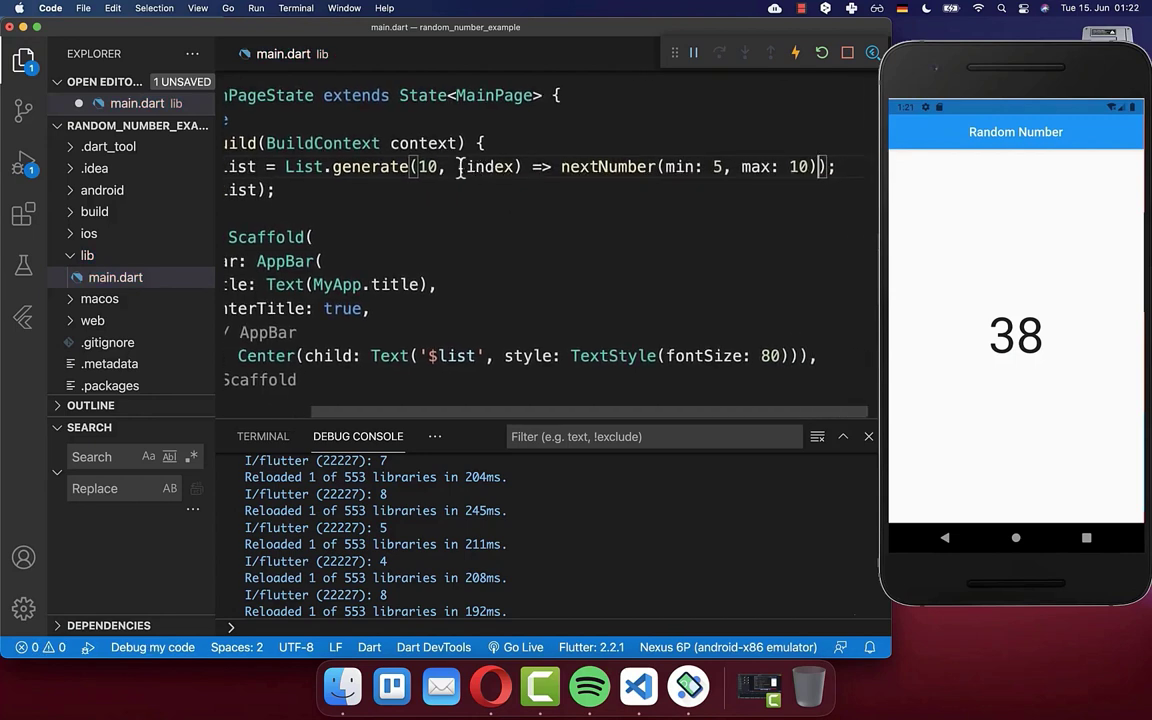 Code File Edit Selection View Go Run Terminal Window Help Tue 15. Jun 01:22
main.dart — random_number_example
EXPLORER
main.dart lib
OPEN EDITO... 1 UNSAVED
main.dart lib
RANDOM_NUMBER_EXA...
.dart_tool
.idea
android
build
ios
lib
main.dart
macos
web
.gitignore
.metadata
.packages
OUTLINE
SEARCH
Search
Replace
DEPENDENCIES
1
1
nPageState extends State<MainPage> {
e
uild(BuildContext context) {
list = List.generate(10, (index) => nextNumber(min: 5, max: 10));
ist);
Scaffold(
ar: AppBar(
tle: Text(MyApp.title),
nterTitle: true,
/ AppBar
Center(child: Text('$list', style: TextStyle(fontSize: 80))),
Scaffold
TERMINAL DEBUG CONSOLE ... Filter (e.g. text, !exclude)
I/flutter (22227): 7
Reloaded 1 of 553 libraries in 204ms.
I/flutter (22227): 8
Reloaded 1 of 553 libraries in 245ms.
I/flutter (22227): 5
Reloaded 1 of 553 libraries in 211ms.
I/flutter (22227): 4
Reloaded 1 of 553 libraries in 208ms.
I/flutter (22227): 8
Reloaded 1 of 553 libraries in 192ms.
0 0 Debug my code Spaces: 2 UTF-8 LF Dart Dart DevTools Go Live Flutter: 2.2.1 Nexus 6P (android-x86 emulator)
1:21
Random Number
38